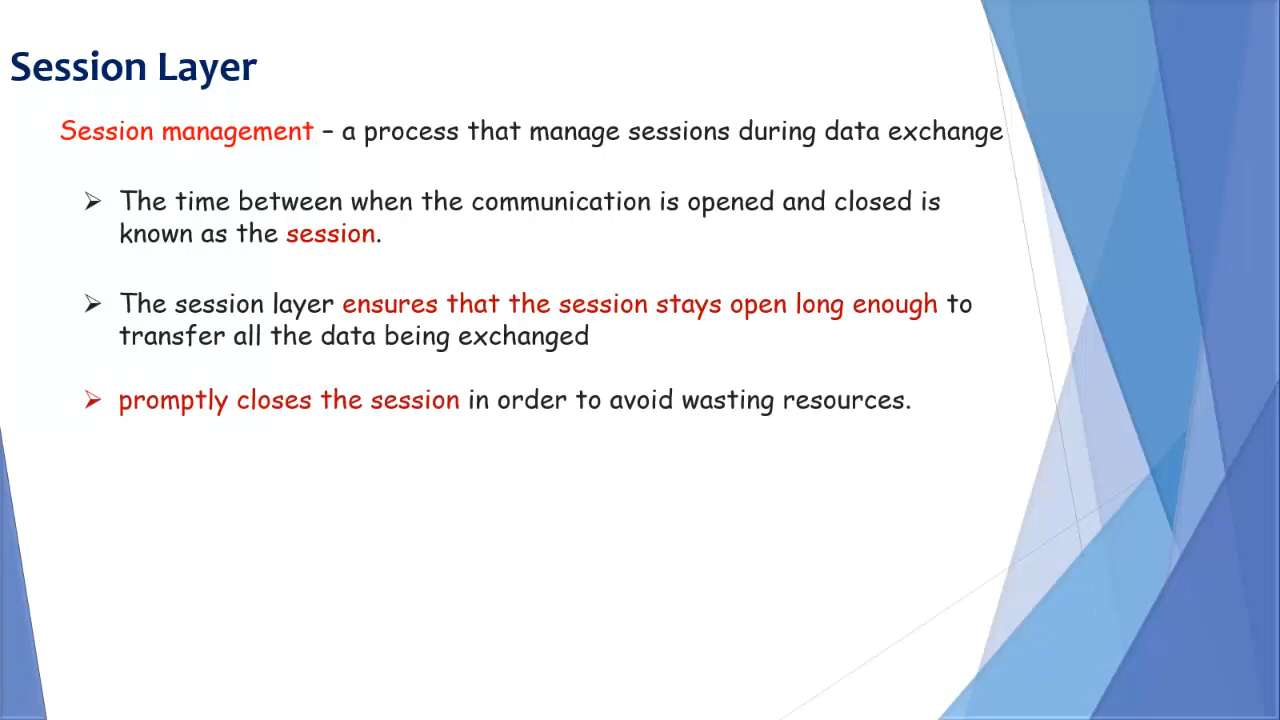 Session Layer
Session management – a process that manage sessions during data exchange
➢ The time between when the communication is opened and closed is
known as the session.
➢ The session layer ensures that the session stays open long enough to
transfer all the data being exchanged
➢ promptly closes the session in order to avoid wasting resources.